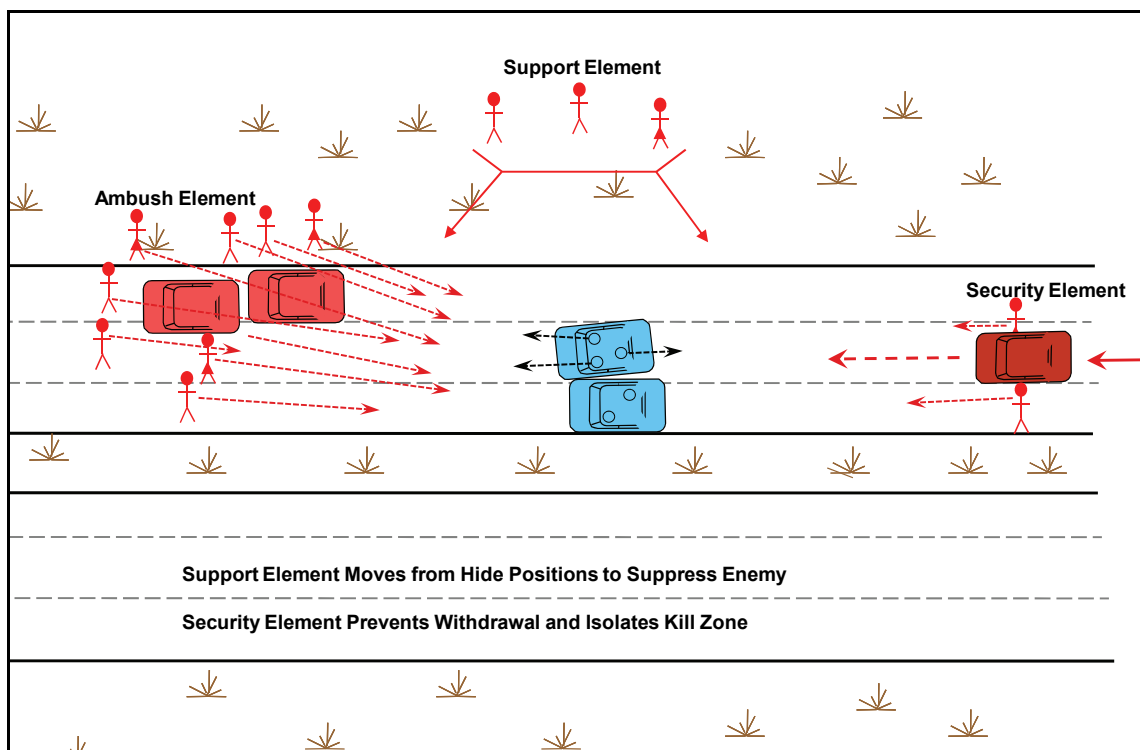 Support Element
Ambush Element
Security Element
Support Element Moves from Hide Positions to Suppress Enemy
Security Element Prevents Withdrawal and Isolates Kill Zone